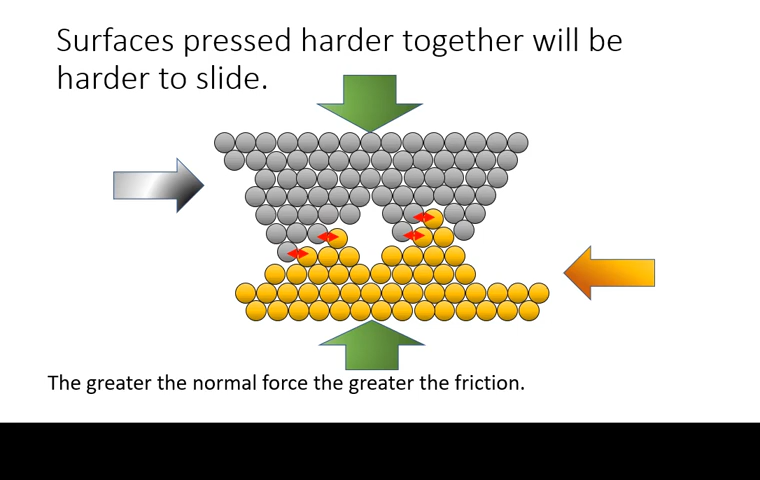 Surfaces pressed harder together will be
harder to slide.
The greater the normal force the greater the friction.